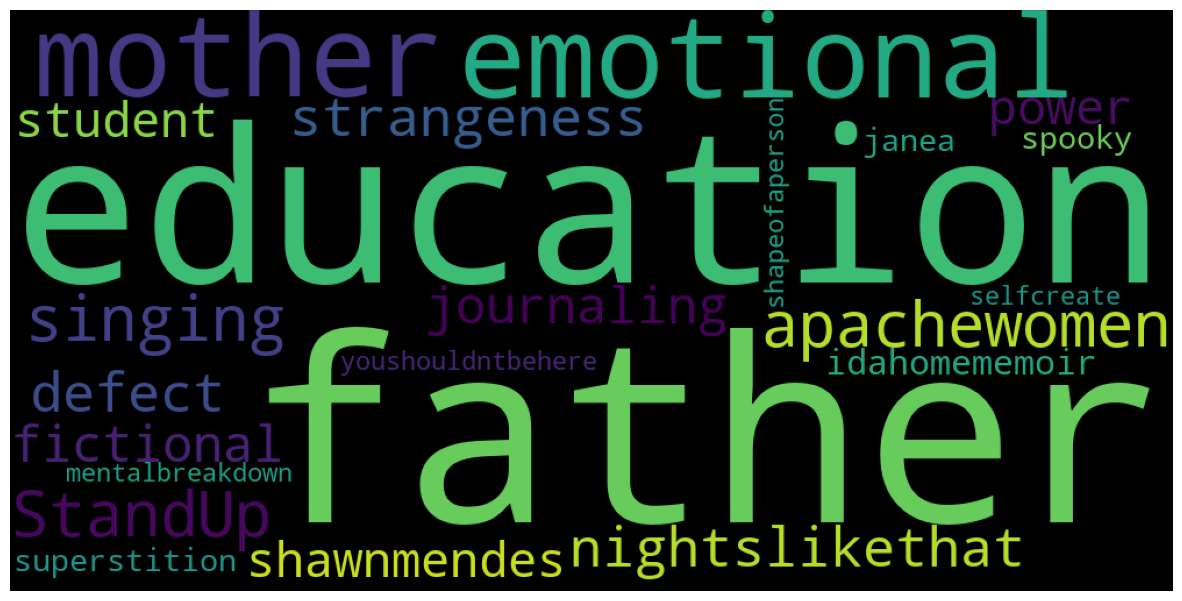 mother emotional
student strangeness power
janea spooky
shapeofaperson
education
singing journaling selfcreate
apachewomen
youshouldntbehere idahomememoir
defect
father
fictional
mentalbreakdown
StandUp
superstition shawnmendes nightslikethat